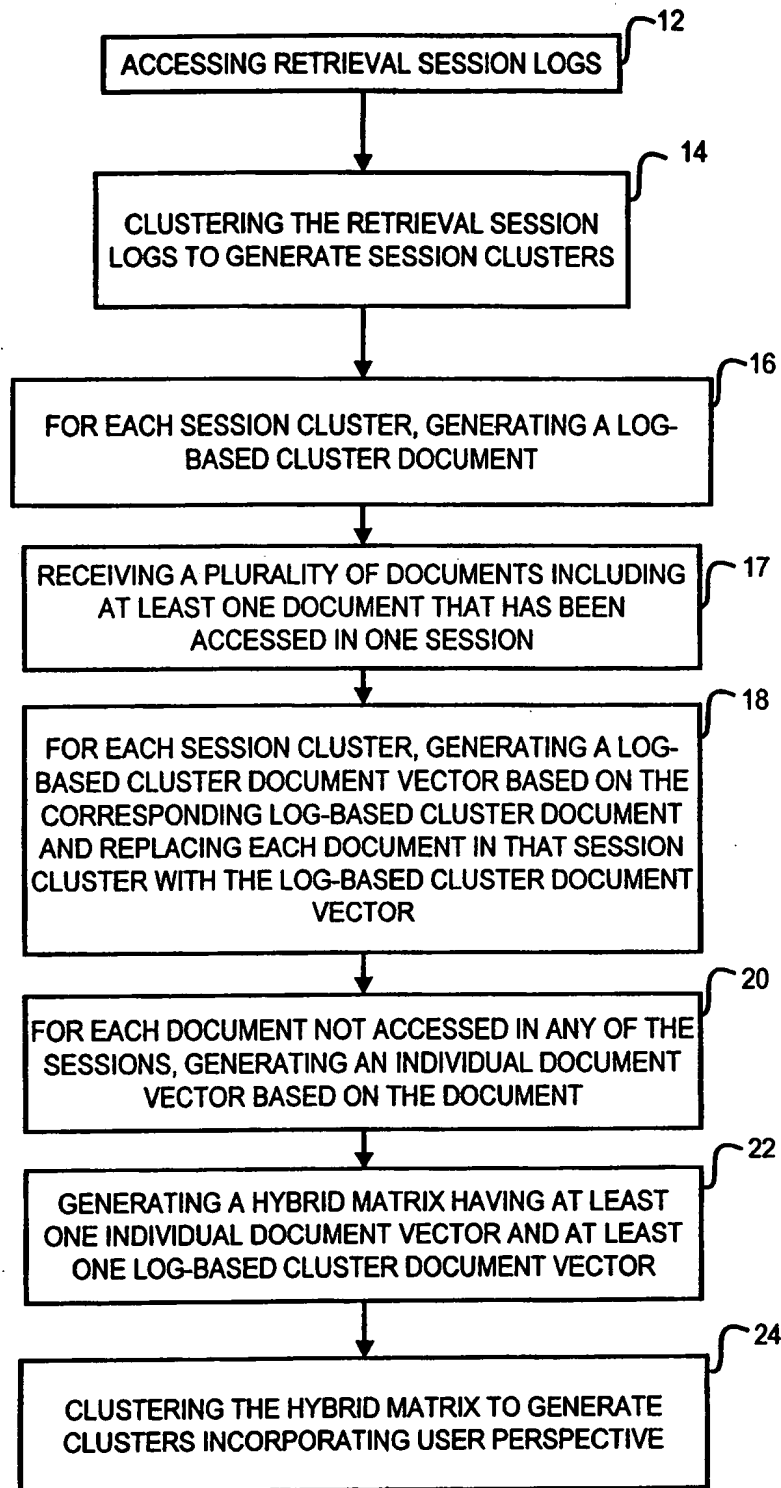 12
ACCESSING RETRIEVAL SESSION LOGS
14
CLUSTERING THE RETRIEVAL SESSION
LOGS TO GENERATE SESSION CLUSTERS
16
FOR EACH SESSION CLUSTER, GENERATING A LOG-
BASED CLUSTER DOCUMENT
17
RECEIVING A PLURALITY OF DOCUMENTS INCLUDING
AT LEAST ONE DOCUMENT THAT HAS BEEN
ACCESSED IN ONE SESSION
18
FOR EACH SESSION CLUSTER, GENERATING A LOG-
BASED CLUSTER DOCUMENT VECTOR BASED ON THE
CORRESPONDING LOG-BASED CLUSTER DOCUMENT
AND REPLACING EACH DOCUMENT IN THAT SESSION
CLUSTER WITH THE LOG-BASED CLUSTER DOCUMENT
VECTOR
20
FOR EACH DOCUMENT NOT ACCESSED IN ANY OF THE
SESSIONS, GENERATING AN INDIVIDUAL DOCUMENT
VECTOR BASED ON THE DOCUMENT
22
GENERATING A HYBRID MATRIX HAVING AT LEAST
ONE INDIVIDUAL DOCUMENT VECTOR AND AT LEAST
ONE LOG-BASED CLUSTER DOCUMENT VECTOR
24
CLUSTERING THE HYBRID MATRIX TO GENERATE
CLUSTERS INCORPORATING USER PERSPECTIVE